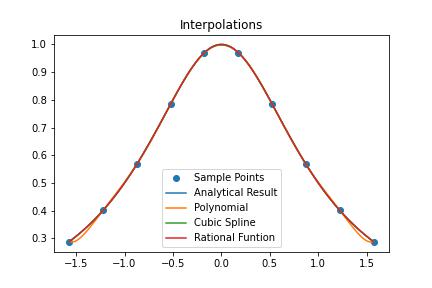 Interpolations
1.0
0.9
0.8
0.7
0.6
0.5
0.4
0.3
Sample Points
Analytical Result
Polynomial
Cubic Spline
Rational Funtion
−1.5 −1.0 −0.5 0.0 0.5 1.0 1.5